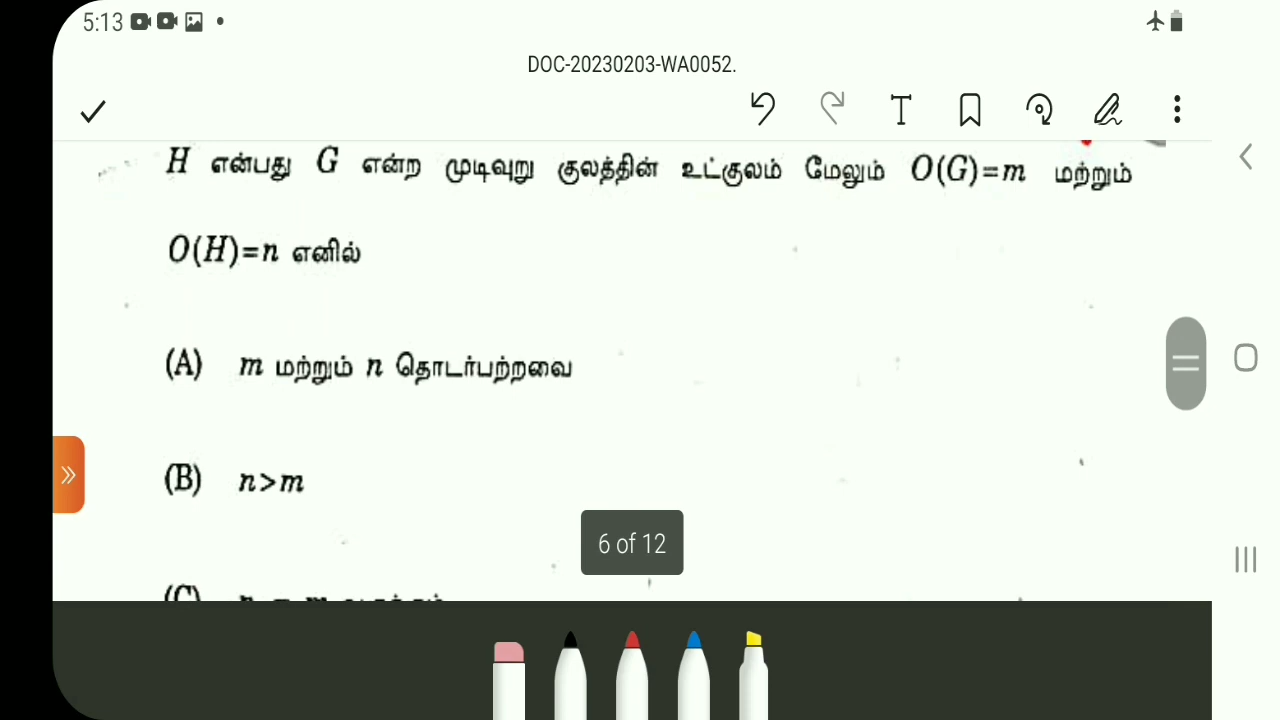 5:13
DOC-20230203-WA0052.
H என்பது G என்ற முடிவுறு குலத்தின் உட்குலம் மேலும் O(G)=m மற்றும்
O(H)=n எனில்
(A) m மற்றும் n தொடர்பற்றவை
(B) n>m
6 of 12
(C)